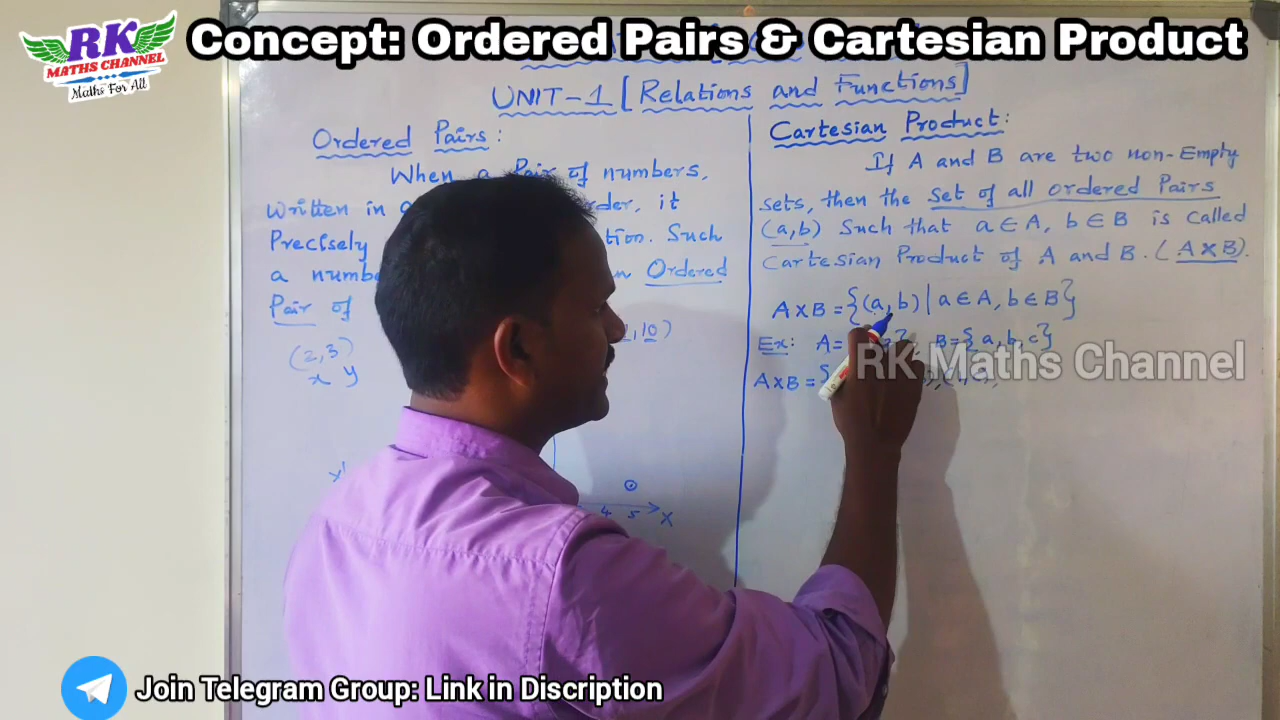 RK
MATHS CHANNEL
Maths For All
Concept: Ordered Pairs & Cartesian Product
UNIT-1 [Relations and Functions]
Ordered Pairs:
When a Pair of numbers,
Written in order, it
Precisely Such
a Ordered
Pair of 10)
(2,3)
x y
4 5 X
Cartesian Product:
If A and B are two non-Empty
sets, then the set of all ordered Pairs
(a,b) Such that a∈A, b∈B is called
Cartesian Product of A and B. (A×B).
A×B = {(a,b) | a∈A, b∈B}
Ex: A= B={a,b,c}
A×B = {
RK Maths Channel
Join Telegram Group: Link in Discription